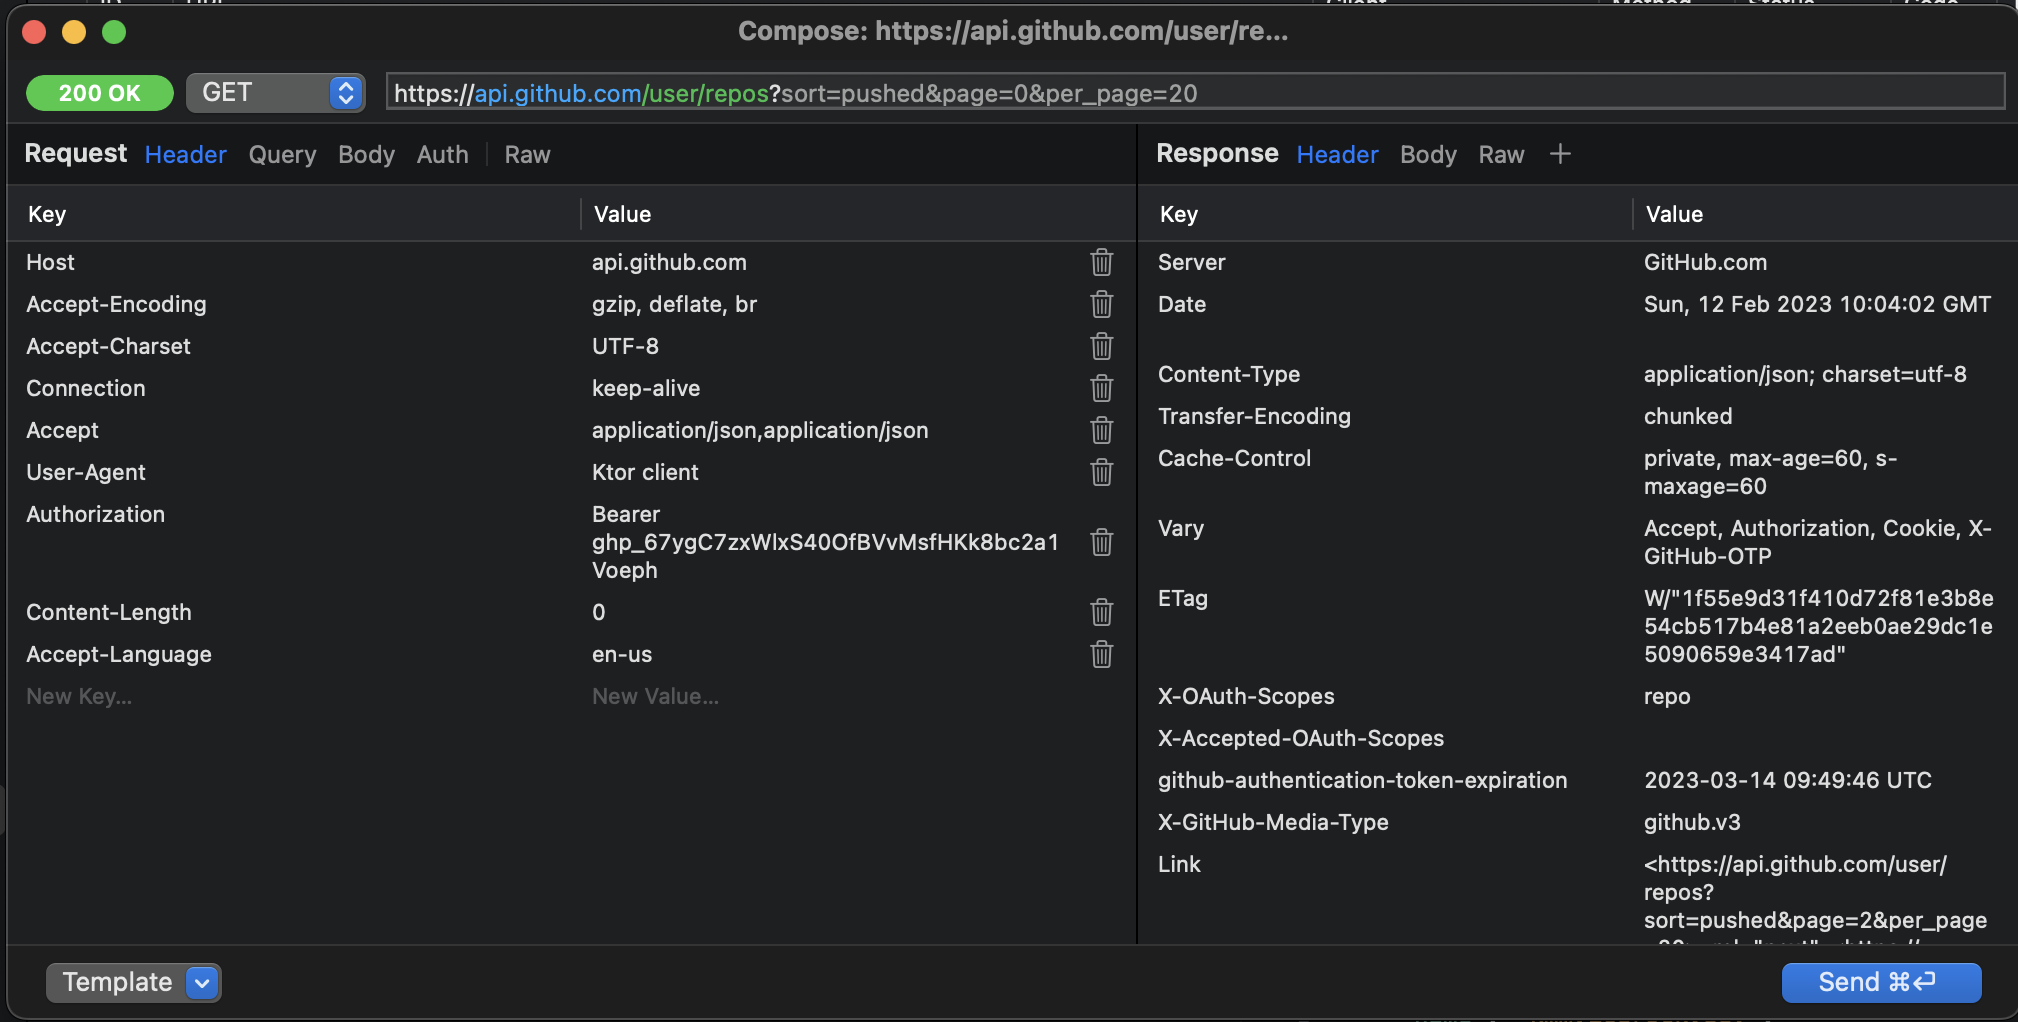 Compose: https://api.github.com/user/re...
200 OK
GET
https://api.github.com/user/repos?sort=pushed&page=0&per_page=20
Request Header Query Body Auth Raw
Key Value
Host api.github.com
Accept-Encoding gzip, deflate, br
Accept-Charset UTF-8
Connection keep-alive
Accept application/json,application/json
User-Agent Ktor client
Authorization Bearer
ghp_67ygC7zxWlxS40OfBVvMsfHKk8bc2a1
Voeph
Content-Length 0
Accept-Language en-us
New Key... New Value...
Response Header Body Raw +
Key Value
Server GitHub.com
Date Sun, 12 Feb 2023 10:04:02 GMT
Content-Type application/json; charset=utf-8
Transfer-Encoding chunked
Cache-Control private, max-age=60, s-
maxage=60
Vary Accept, Authorization, Cookie, X-
GitHub-OTP
ETag W/"1f55e9d31f410d72f81e3b8e
54cb517b4e81a2eeb0ae29dc1e
5090659e3417ad"
X-OAuth-Scopes repo
X-Accepted-OAuth-Scopes
github-authentication-token-expiration 2023-03-14 09:49:46 UTC
X-GitHub-Media-Type github.v3
Link <https://api.github.com/user/
repos?
sort=pushed&page=2&per_page
Template
Send ⌘↩